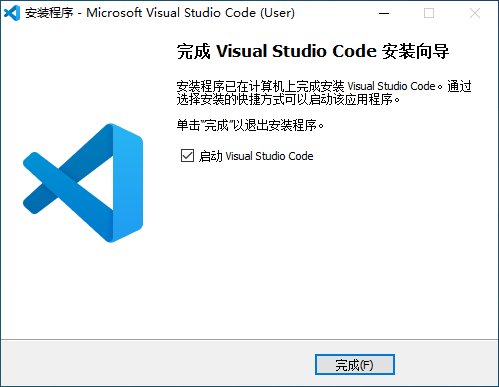 安装程序 - Microsoft Visual Studio Code (User)
完成 Visual Studio Code 安装向导
安装程序已在计算机上完成安装 Visual Studio Code。通过
选择安装的快捷方式可以启动该应用程序。
单击“完成”以退出安装程序。
启动 Visual Studio Code
完成(F)